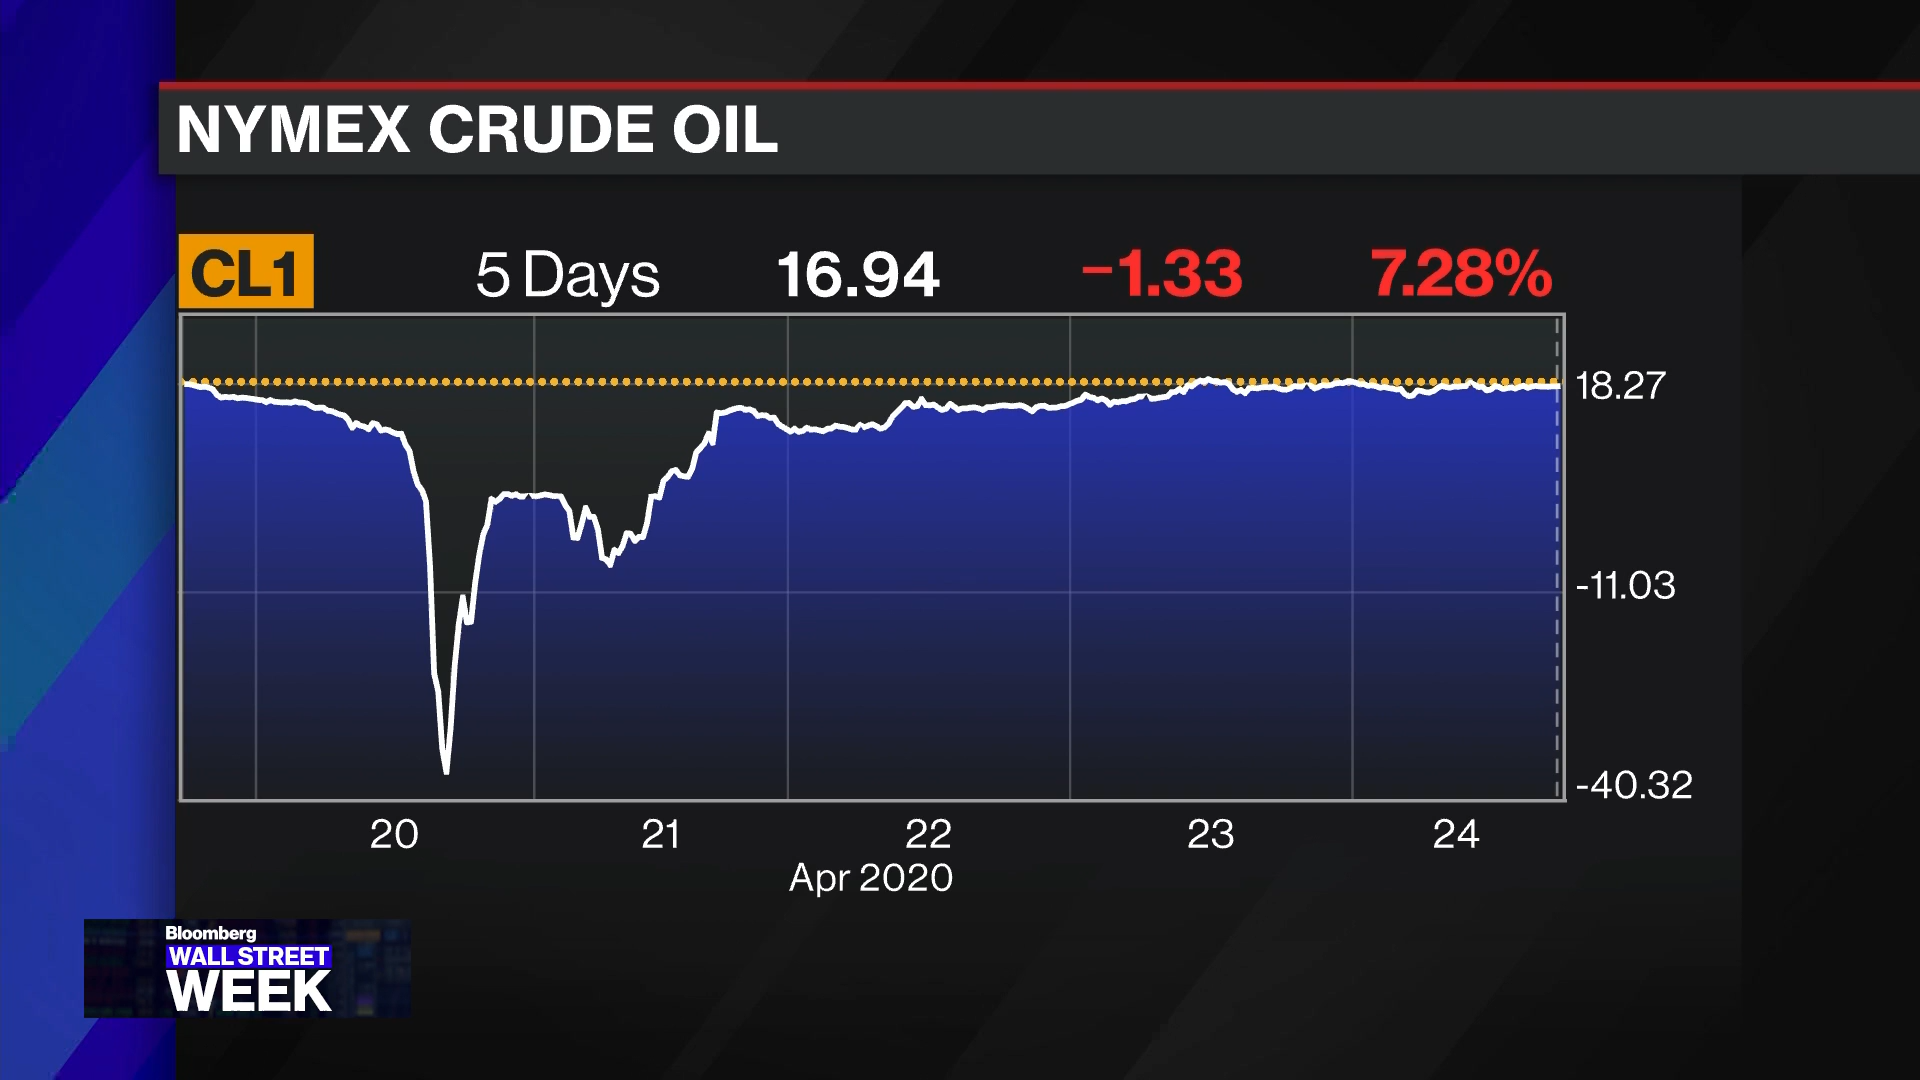 NYMEX CRUDE OIL
CL1 5 Days 16.94 −1.33 7.28%
18.27
-11.03
-40.32
20 21 22 23 24
Apr 2020
Bloomberg
WALL STREET
WEEK